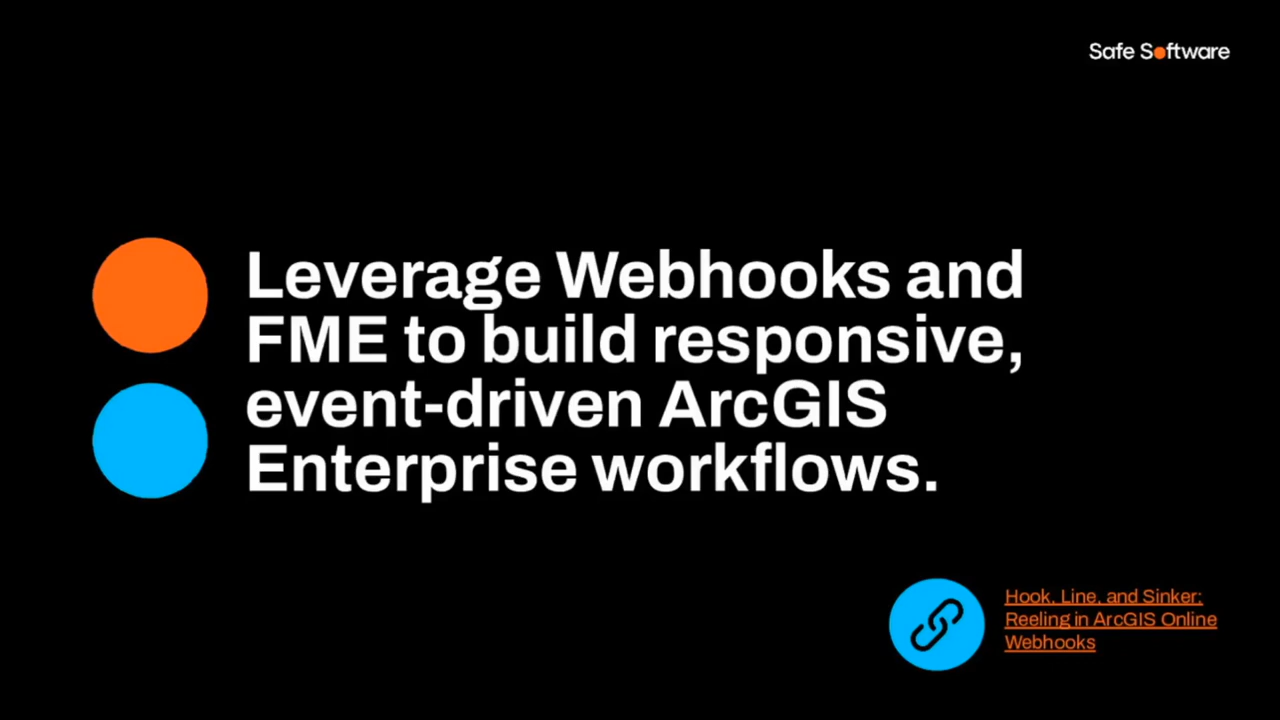 Safe Software
Leverage Webhooks and
FME to build responsive,
event-driven ArcGIS
Enterprise workflows.
Hook, Line, and Sinker:
Reeling in ArcGIS Online
Webhooks